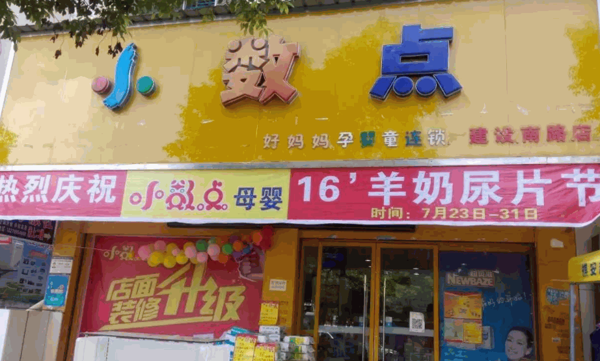 小数点
好妈妈孕婴童连锁 建设南路店
热烈庆祝 小数点母婴 16’羊奶尿片节
时间：7月23日-31日
小数点
店面
装修
升级
NEWBAZE